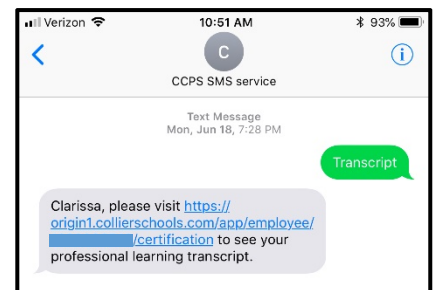 Verizon 10:51 AM 93%
C
CCPS SMS service
Text Message
Mon, Jun 18, 7:28 PM
Transcript
Clarissa, please visit https://
origin1.collierschools.com/app/employee/
/certification to see your
professional learning transcript.